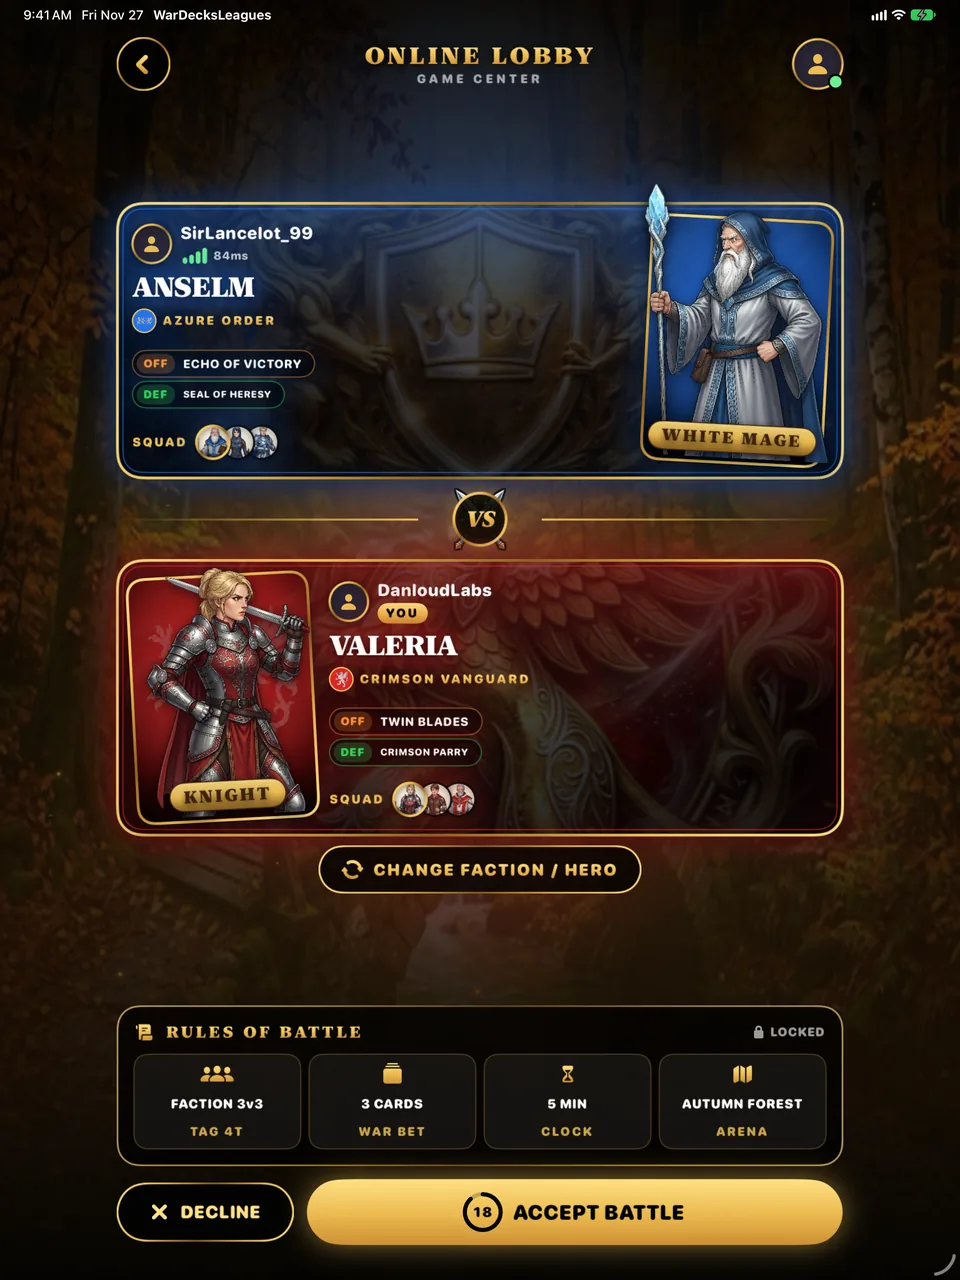 9:41 AM Fri Nov 27 WarDecksLeagues
ONLINE LOBBY
GAME CENTER
SirLancelot_99
84ms
ANSELM
AZURE ORDER
OFF ECHO OF VICTORY
DEF SEAL OF HERESY
SQUAD
WHITE MAGE
VS
DanloudLabs
YOU
VALERIA
CRIMSON VANGUARD
OFF TWIN BLADES
DEF CRIMSON PARRY
SQUAD
KNIGHT
CHANGE FACTION / HERO
RULES OF BATTLE
LOCKED
FACTION 3v3
TAG 4T
3 CARDS
WAR BET
5 MIN
CLOCK
AUTUMN FOREST
ARENA
DECLINE
18 ACCEPT BATTLE